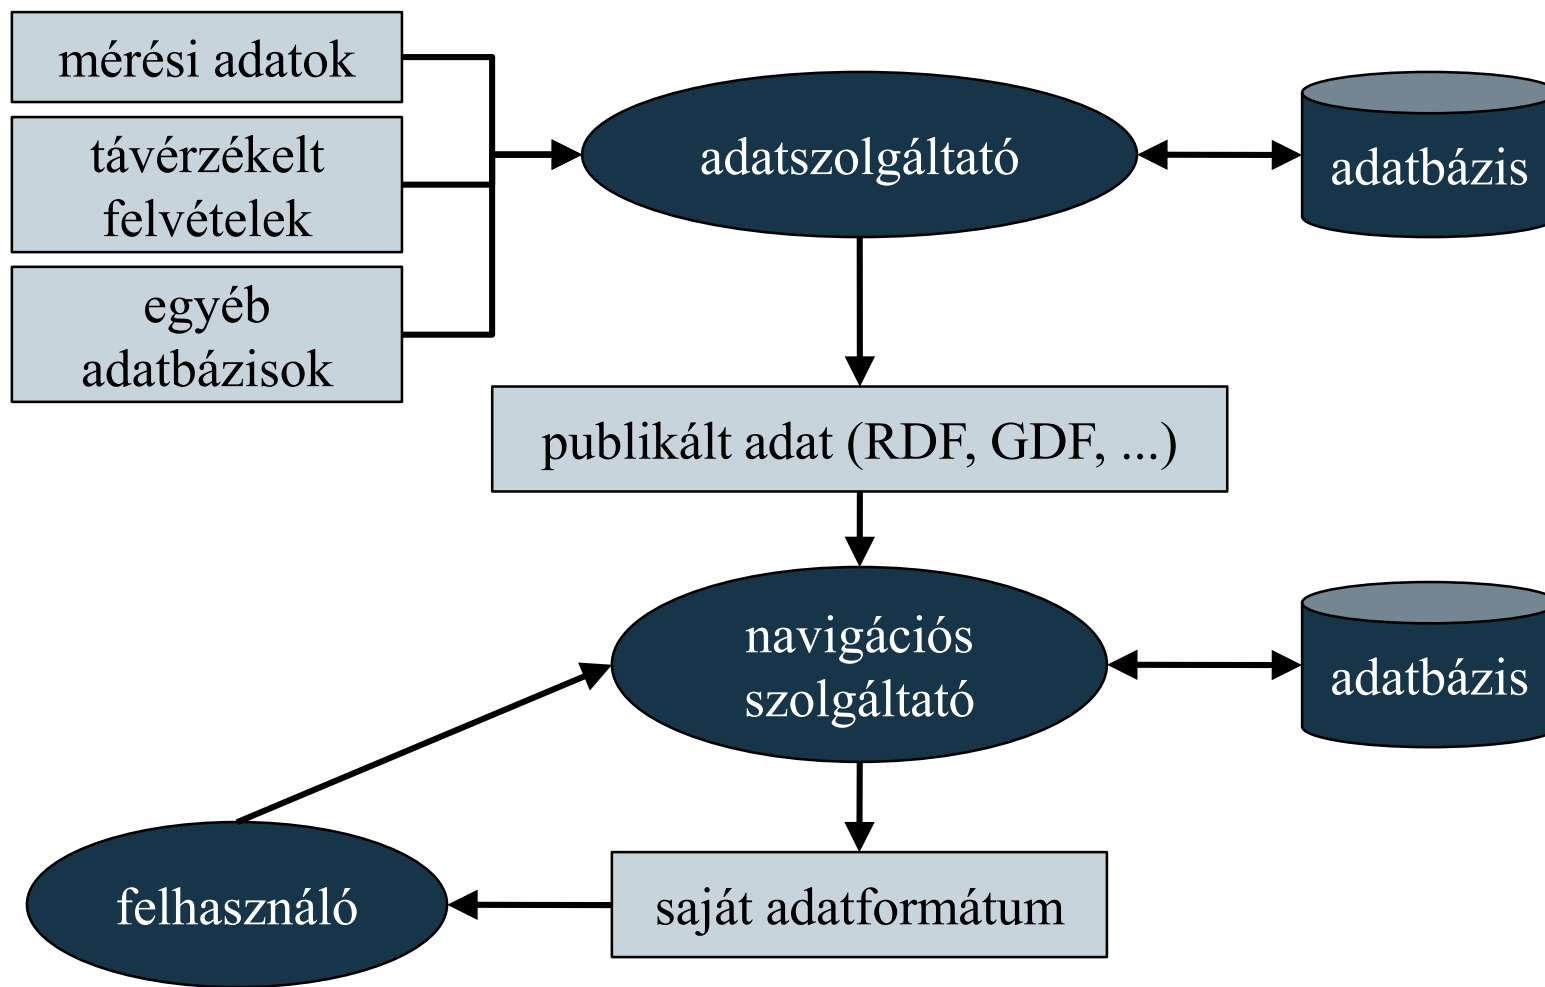 mérési adatok
távérzékelt
felvételek
egyéb
adatbázisok
adatszolgáltató
adatbázis
publikált adat (RDF, GDF, ...)
navigációs
szolgáltató
adatbázis
felhasználó
saját adatformátum